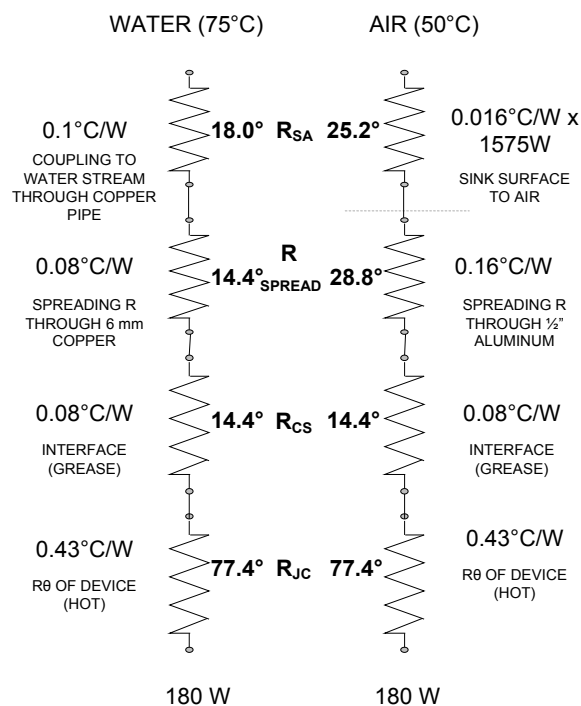 WATER (75°C) AIR (50°C)
0.1°C/W
COUPLING TO
WATER STREAM
THROUGH COPPER
PIPE
18.0° RSA 25.2°
0.016°C/W x
1575W
SINK SURFACE
TO AIR
0.08°C/W
SPREADING R
THROUGH 6 mm
COPPER
R
14.4° SPREAD 28.8°
0.16°C/W
SPREADING R
THROUGH ½”
ALUMINUM
0.08°C/W
INTERFACE
(GREASE)
14.4° RCS 14.4°
0.08°C/W
INTERFACE
(GREASE)
0.43°C/W
Rθ OF DEVICE
(HOT)
77.4° RJC 77.4°
0.43°C/W
Rθ OF DEVICE
(HOT)
180 W 180 W